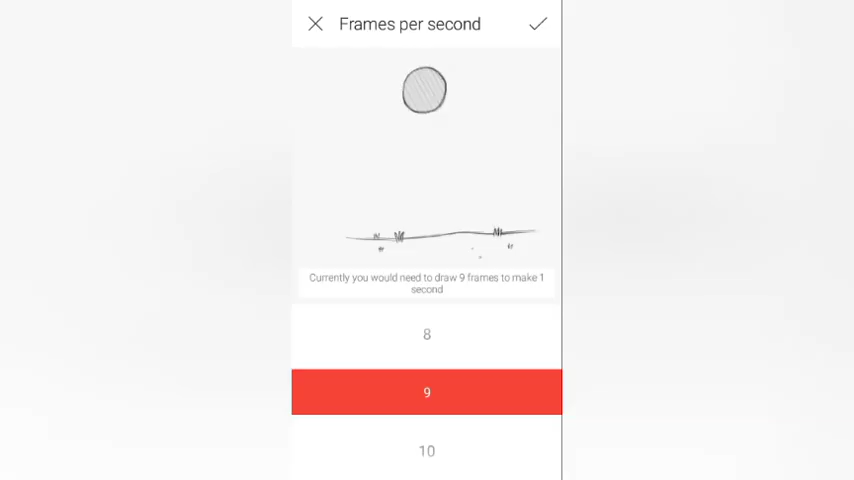 Frames per second
Currently you would need to draw 9 frames to make 1
second
8
9
10